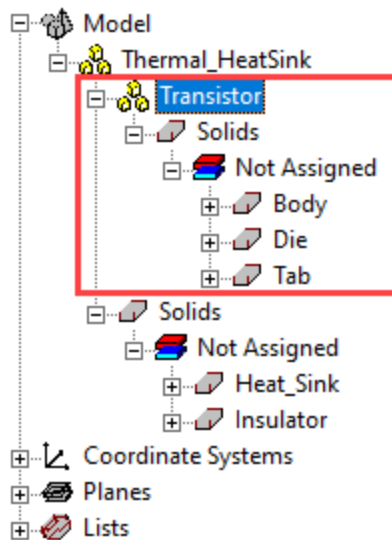 Model
Thermal_HeatSink
Transistor
Solids
Not Assigned
Body
Die
Tab
Solids
Not Assigned
Heat_Sink
Insulator
Coordinate Systems
Planes
Lists